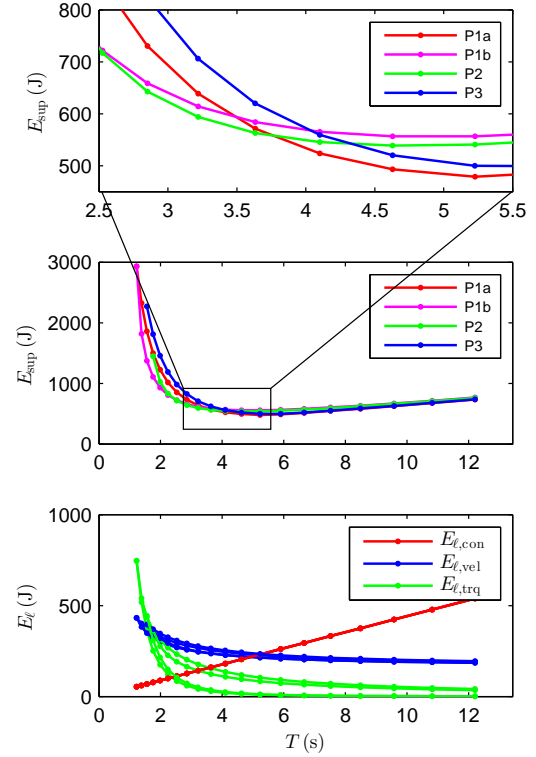 800
700
600
500
E_sup (J)
P1a
P1b
P2
P3
2.5 3 3.5 4 4.5 5 5.5
3000
2000
1000
0
E_sup (J)
P1a
P1b
P2
P3
0 2 4 6 8 10 12
1000
500
0
E_ℓ (J)
E_ℓ,con
E_ℓ,vel
E_ℓ,trq
0 2 4 6 8 10 12
T (s)